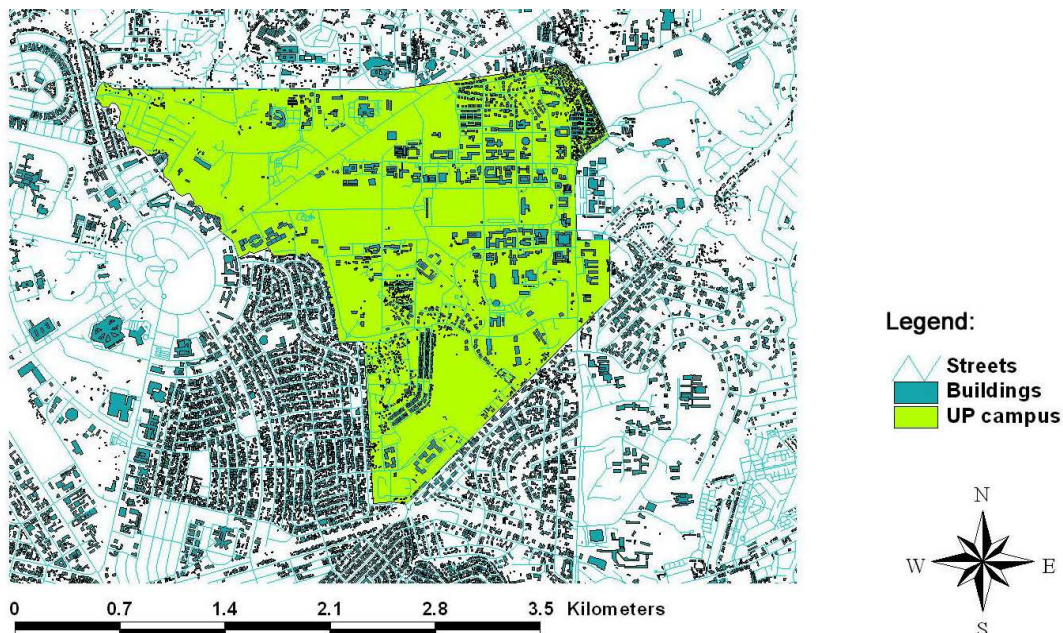 Legend:
Streets
Buildings
UP campus
N
W E
S
0 0.7 1.4 2.1 2.8 3.5 Kilometers